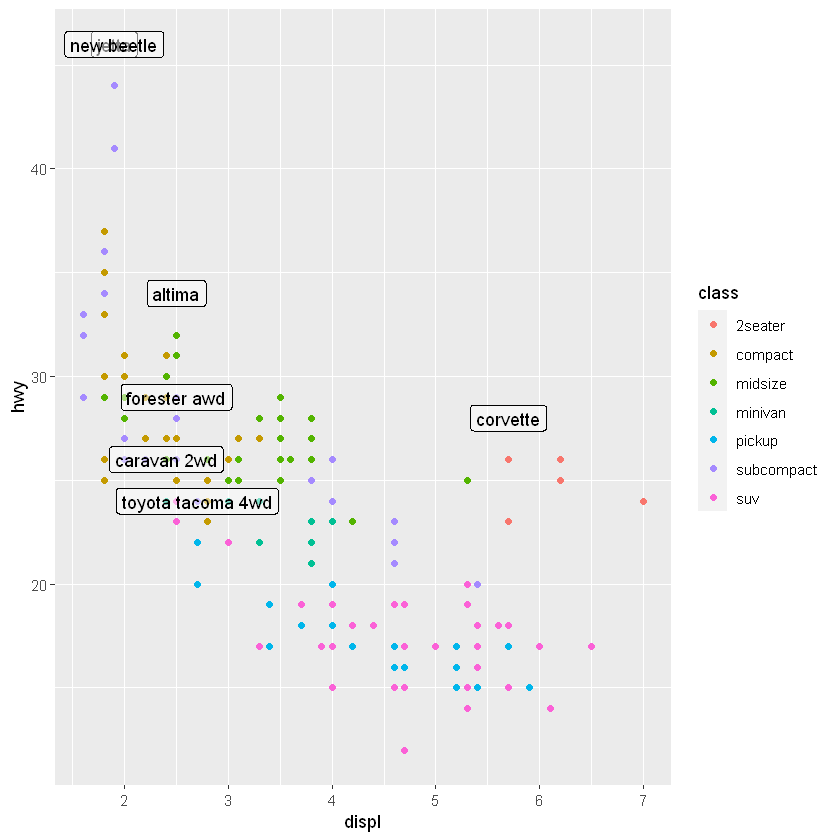 new beetle
jetta
40
altima
class
2seater
compact
midsize
minivan
pickup
subcompact
suv
30
forester awd
hwy
corvette
caravan 2wd
toyota tacoma 4wd
20
2
3
4
5
6
7
displ